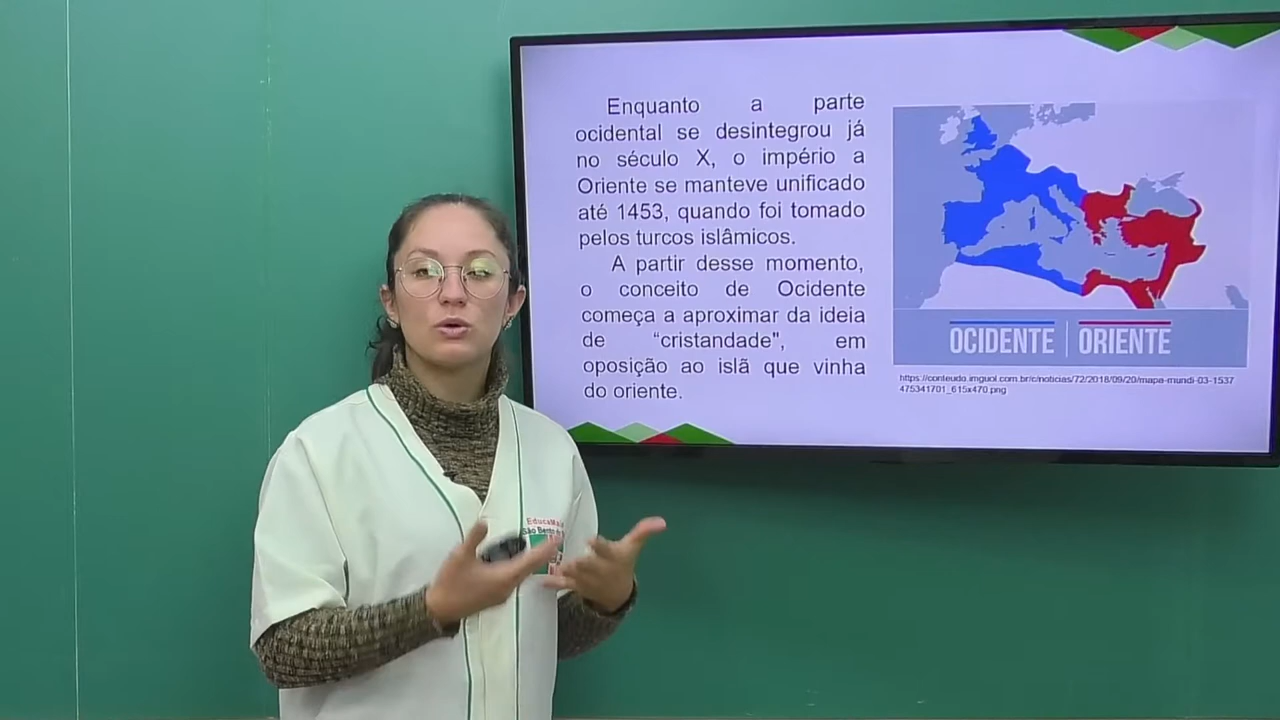 Enquanto a parte
ocidental se desintegrou já
no século X, o império a
Oriente se manteve unificado
até 1453, quando foi tomado
pelos turcos islâmicos.
A partir desse momento,
o conceito de Ocidente
começa a aproximar da ideia
de “cristandade", em
oposição ao islã que vinha
do oriente.
OCIDENTE | ORIENTE
https://conteudo.imguol.com.br/c/noticias/72/2018/09/20/mapa-mundi-03-1537
475341701_615x470.png
São Bento